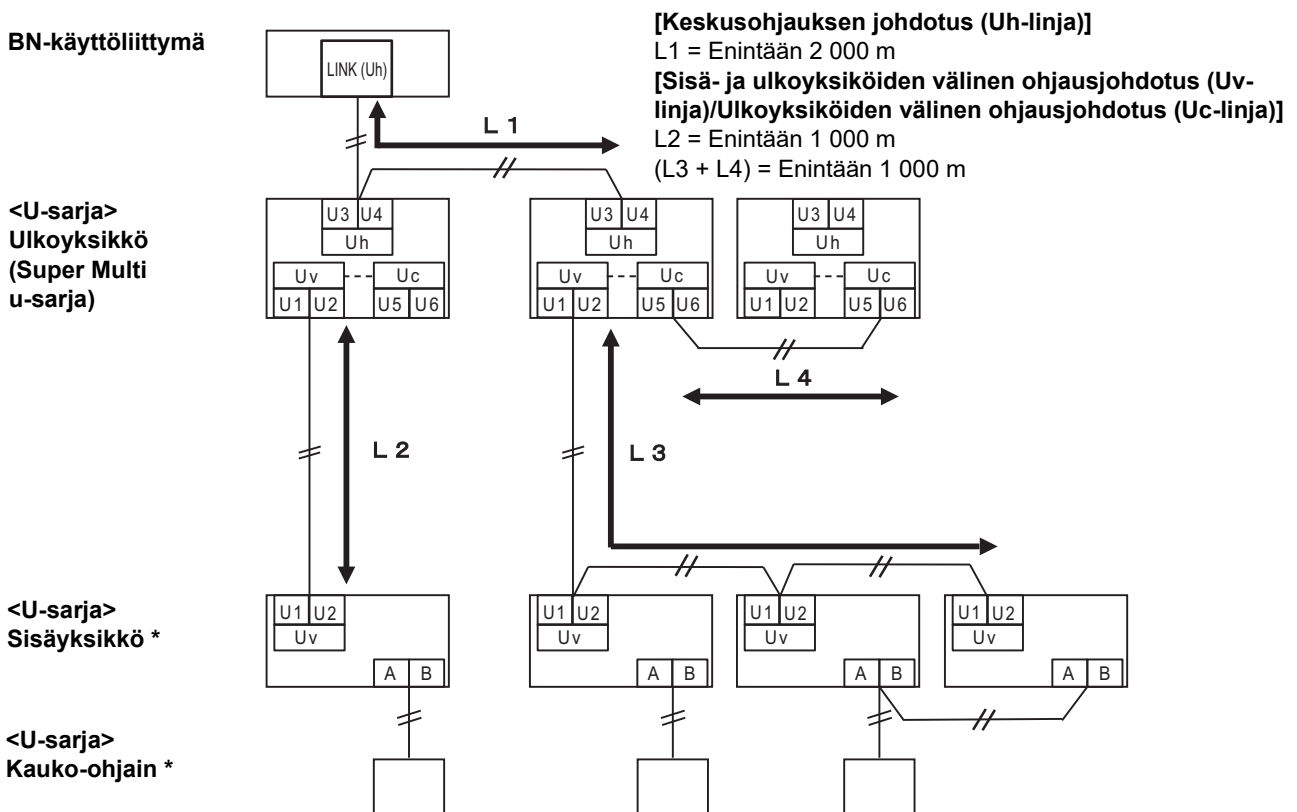 BN-käyttöliittymä
LINK (Uh)
[Keskusohjauksen johdotus (Uh-linja)]
L1 = Enintään 2 000 m
[Sisä- ja ulkoyksiköiden välinen ohjausjohdotus (Uv-
linja)/Ulkoyksiköiden välinen ohjausjohdotus (Uc-linja)]
L2 = Enintään 1 000 m
(L3 + L4) = Enintään 1 000 m
L 1
<U-sarja>
Ulkoyksikkö
(Super Multi
u-sarja)
U3 U4
Uh
Uv Uc
U1 U2 U5 U6
U3 U4
Uh
Uv Uc
U1 U2 U5 U6
U3 U4
Uh
Uv Uc
U1 U2 U5 U6
L 4
L 2
L 3
<U-sarja>
Sisäyksikkö *
U1 U2
Uv
A B
U1 U2
Uv
A B
U1 U2
Uv
A B
U1 U2
Uv
A B
<U-sarja>
Kauko-ohjain *